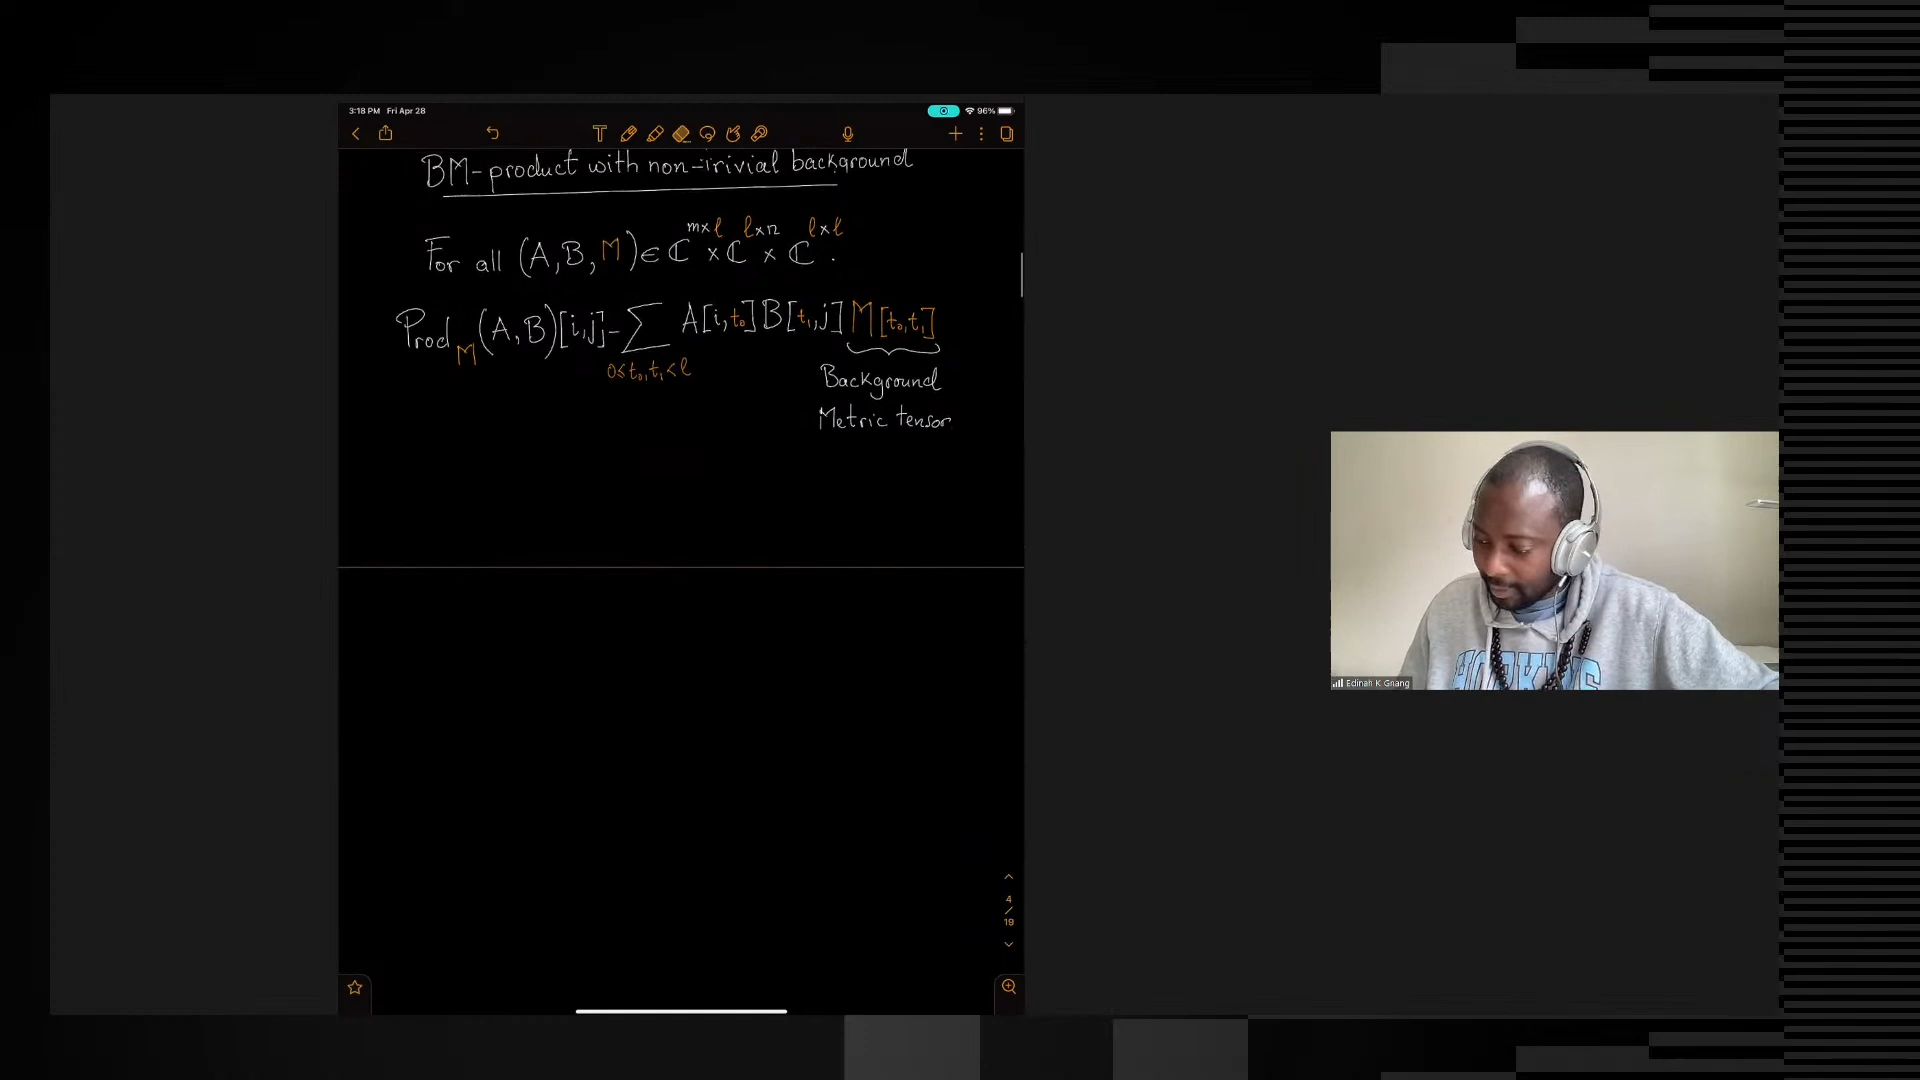 3:18 PM Fri Apr 28
96%
BM-product with non-irivial background
For all (A, B, M) ∈ ℂ^{m×l} × ℂ^{l×n} × ℂ^{l×l}.
Prod_M (A, B)[i,j] - ∑_{0≤t₀,t₁<l} A[i,t₀] B[t₁,j] M[t₀,t₁]
Background
Metric tensor
4
/
19
HOPKINS
Edinah K Gnang